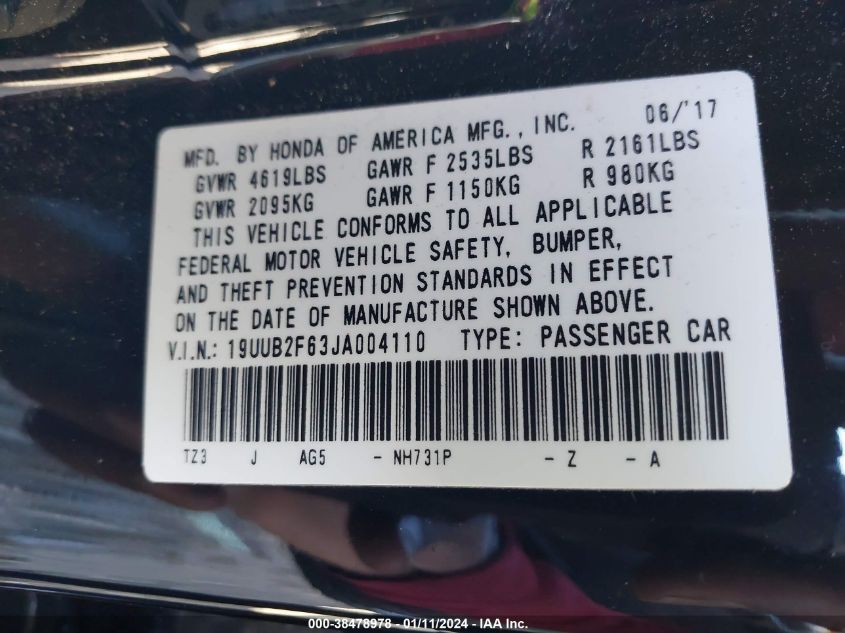 MFD. BY HONDA OF AMERICA MFG., INC. 06/'17
GVWR 4619LBS GAWR F 2535LBS R 2161LBS
GVWR 2095KG GAWR F 1150KG R 980KG
THIS VEHICLE CONFORMS TO ALL APPLICABLE
FEDERAL MOTOR VEHICLE SAFETY, BUMPER,
AND THEFT PREVENTION STANDARDS IN EFFECT
ON THE DATE OF MANUFACTURE SHOWN ABOVE.
V.I.N.: 19UUB2F63JA004110 TYPE: PASSENGER CAR
TZ3 J AG5 - NH731P - Z - A
000-38478978 - 01/11/2024 - IAA Inc.